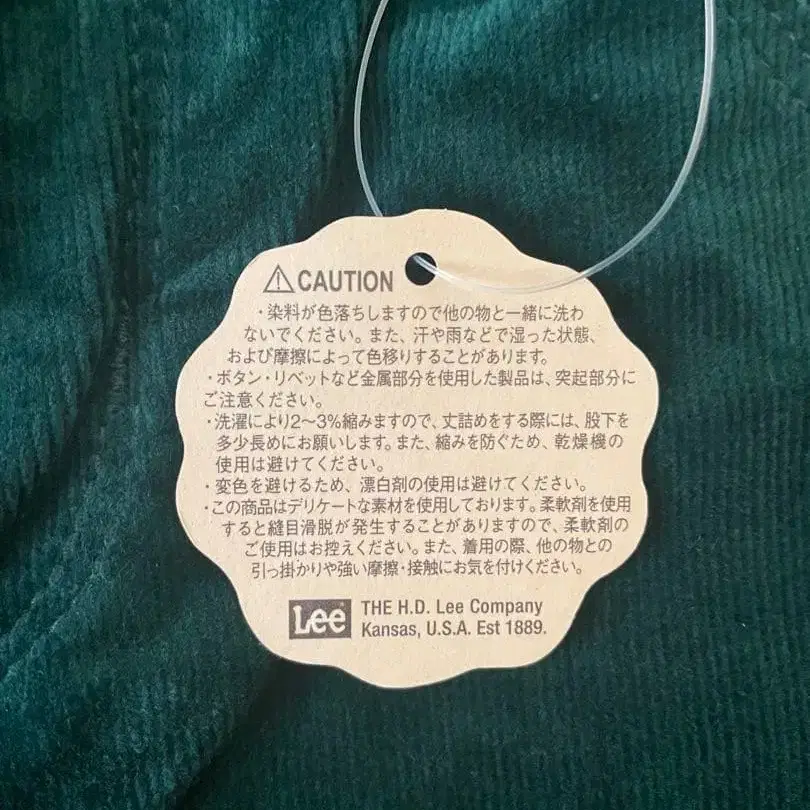 ⚠CAUTION
・染料が色落ちしますので他の物と一緒に洗わ
ないでください。また、汗や雨などで湿った状態、
および摩擦によって色移りすることがあります。
・ボタン・リベットなど金属部分を使用した製品は、突起部分に
ご注意ください。
・洗濯により2〜3%縮みますので、丈詰めをする際には、股下を
多少長めにお願いします。また、縮みを防ぐため、乾燥機の
使用は避けてください。
・変色を避けるため、漂白剤の使用は避けてください。
・この商品はデリケートな素材を使用しております。柔軟剤を使用
すると縫目滑脱が発生することがありますので、柔軟剤の
ご使用はお控えください。また、着用の際、他の物との
引っ掛かりや強い摩擦・接触にお気を付けください。
Lee® THE H.D. Lee Company
Kansas, U.S.A. Est 1889.